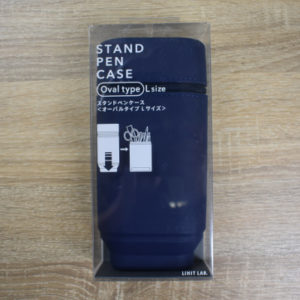 STAND
PEN
CASE
Oval type L size
スタンドペンケース
<オーバルタイプ Lサイズ>
LIHIT LAB.